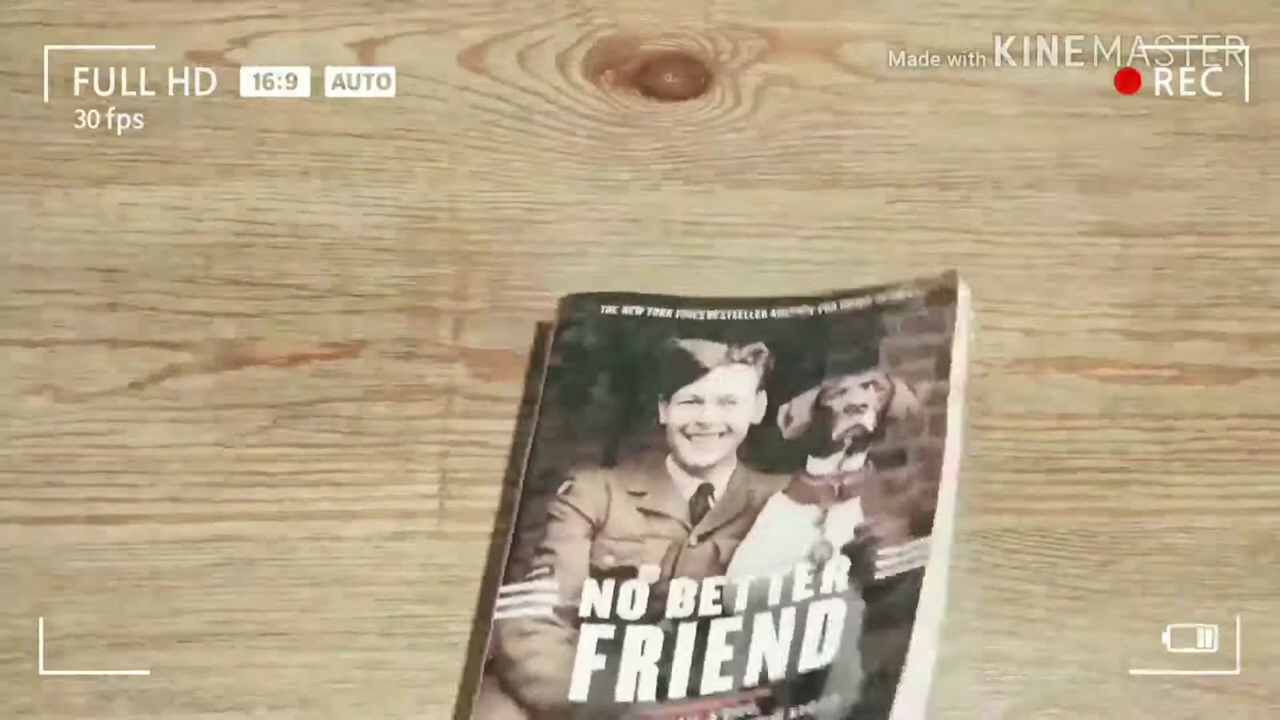 FULL HD 16:9 AUTO
30 fps
Made with KINEMASTER
REC
THE NEW YORK TIMES BESTSELLER
NO BETTER
FRIEND